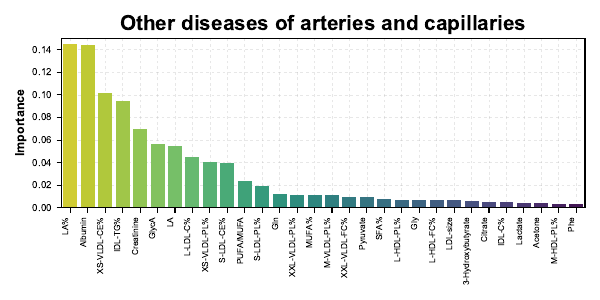 Other diseases of arteries and capillaries
Importance
0.14
0.12
0.10
0.08
0.06
0.04
0.02
0.00
LA%
Albumin
XS-VLDL-CE%
IDL-TG%
Creatinine
GlycA
LA
L-LDL-C%
XS-VLDL-PL%
S-LDL-CE%
PUFA/MUFA
S-LDL-PL%
Gln
XXL-VLDL-PL%
MUFA%
M-VLDL-PL%
XXL-VLDL-FC%
Pyruvate
SFA%
L-HDL-PL%
Gly
L-HDL-FC%
LDL-size
3-Hydroxybutyrate
Citrate
IDL-C%
Lactate
Acetone
M-HDL-PL%
Phe